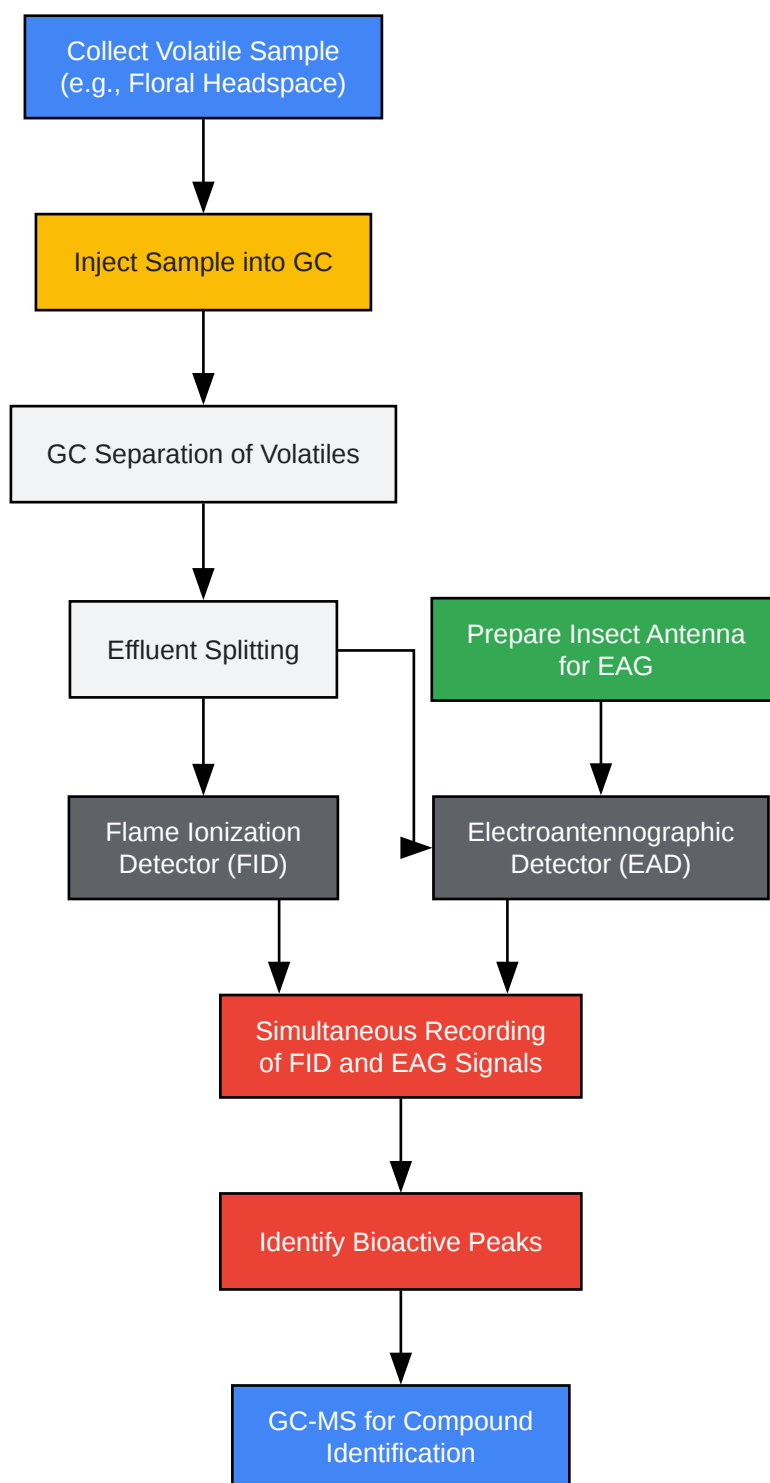 Collect Volatile Sample
(e.g., Floral Headspace)
Inject Sample into GC
GC Separation of Volatiles
Effluent Splitting
Prepare Insect Antenna
for EAG
Flame Ionization
Detector (FID)
Electroantennographic
Detector (EAD)
Simultaneous Recording
of FID and EAG Signals
Identify Bioactive Peaks
GC-MS for Compound
Identification